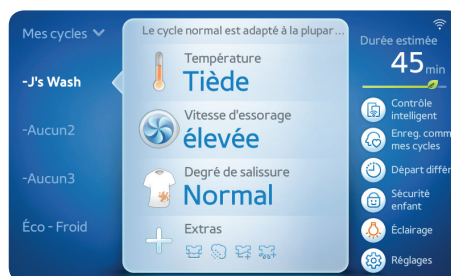 Mes cycles
Le cycle normal est adapté à la plupar...
Durée estimée
45 min
-J's Wash
-Aucun2
-Aucun3
Éco - Froid
Température
Tiède
Vitesse d'essorage
élevée
Degré de salissure
Normal
Extras
Contrôle
intelligent
Enreg. comm
mes cycles
Départ différ
Sécurité
enfant
Éclairage
Réglages